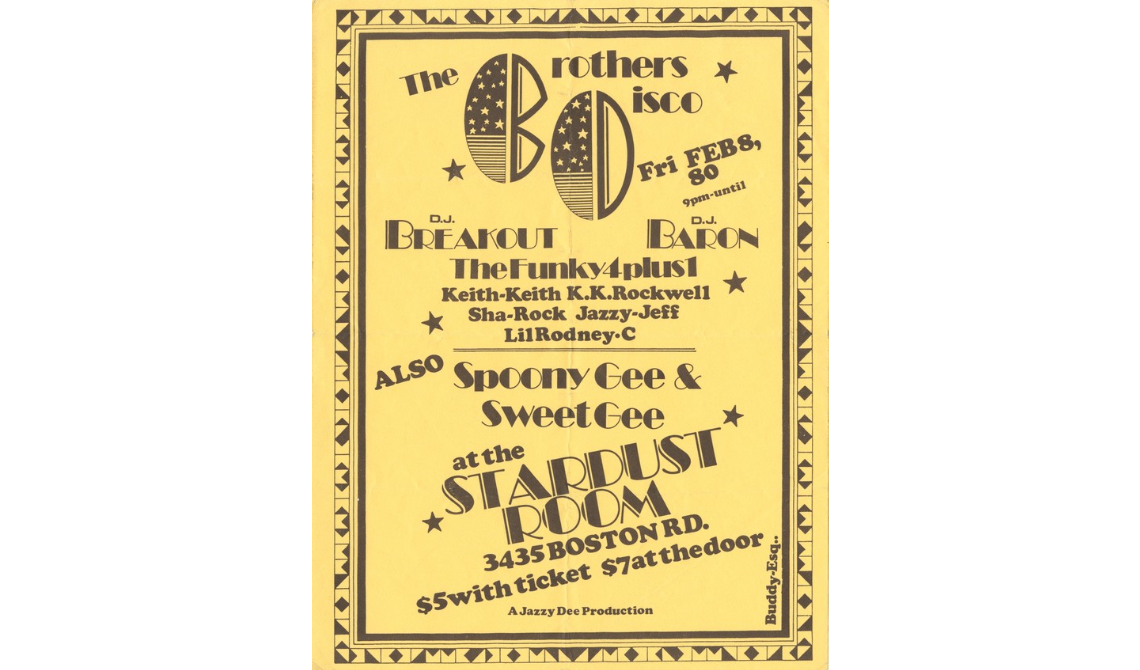 The Brothers
Disco
Fri FEB 8,
80
9pm-until
D.J. BREAKOUT
D.J. BARON
The Funky 4 plus 1
Keith-Keith K.K.Rockwell
Sha-Rock Jazzy-Jeff
Lil Rodney·C
ALSO Spoony Gee &
Sweet Gee
at the
STARDUST
ROOM
3435 BOSTON RD.
$5 with ticket $7 at the door
A Jazzy Dee Production
Buddy-Esq..